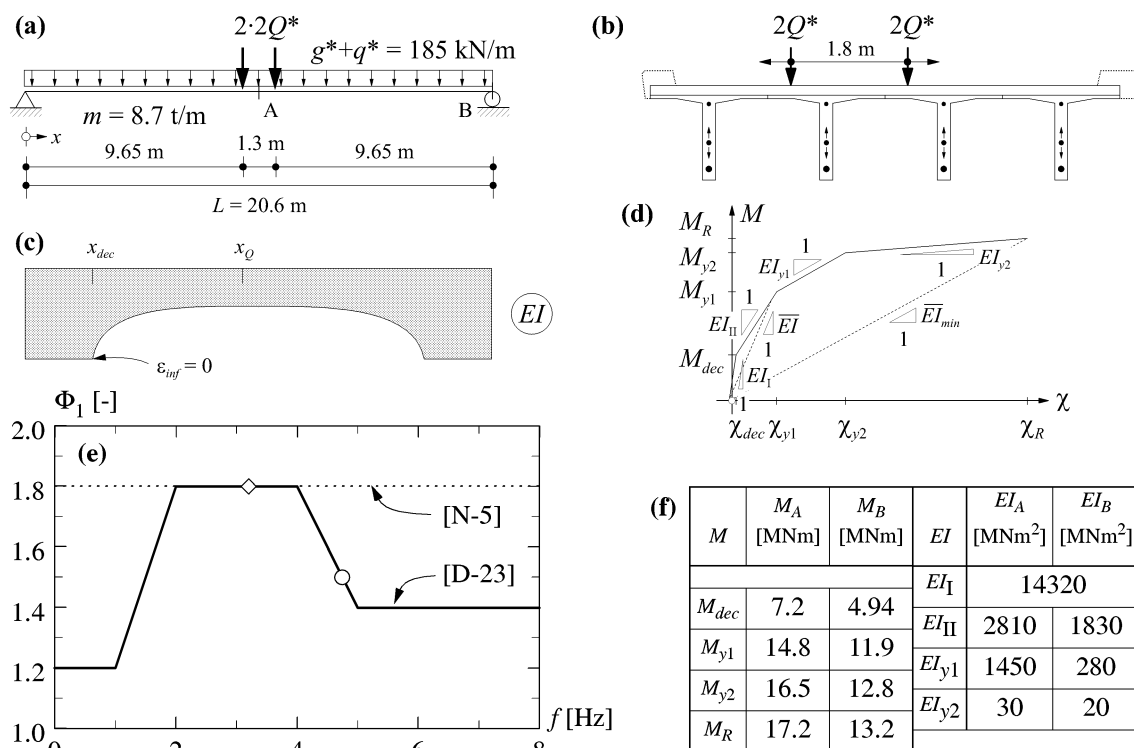 (a)
2·2Q*
g*+q* = 185 kN/m
A
B
m = 8.7 t/m
x
9.65 m
1.3 m
9.65 m
L = 20.6 m
(b)
2Q*
2Q*
1.8 m
(c)
x_dec
x_Q
EI
ε_inf = 0
(d)
M
M_R
M_y2
M_y1
M_dec
1
EI_y1
EI_y2
1
1
EI_II
EI
1
EI_min
1
EI_I
1
χ
χ_dec
χ_y1
χ_y2
χ_R
Φ₁ [-]
(e)
2.0
1.8
1.6
1.4
1.2
1.0
[N-5]
[D-23]
f [Hz]
0 2 4 6 8
(f)
M M_A [MNm] M_B [MNm] EI EI_A [MNm²] EI_B [MNm²]
EI_I 14320
M_dec 7.2 4.94
EI_II 2810 1830
M_y1 14.8 11.9
EI_y1 1450 280
M_y2 16.5 12.8
EI_y2 30 20
M_R 17.2 13.2